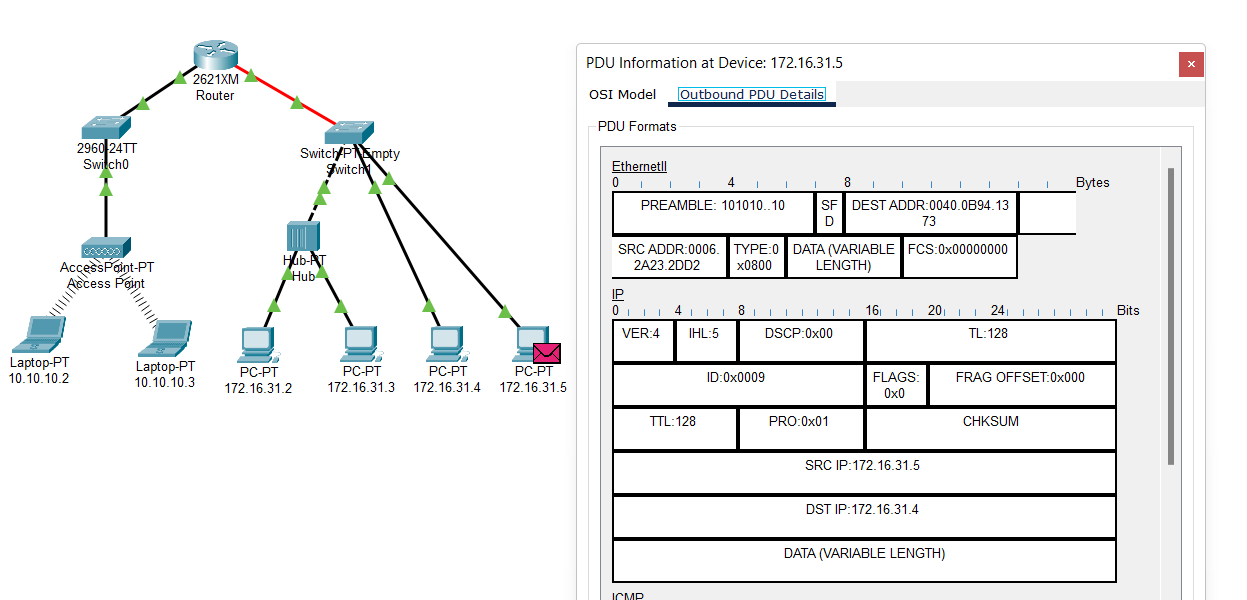 2621XM
Router
2960-24TT
Switch0
Switch-PT-Empty
Switch1
AccessPoint-PT
Access Point
Hub-PT
Hub
Laptop-PT
10.10.10.2
Laptop-PT
10.10.10.3
PC-PT
172.16.31.2
PC-PT
172.16.31.3
PC-PT
172.16.31.4
PC-PT
172.16.31.5
PDU Information at Device: 172.16.31.5
OSI Model Outbound PDU Details
PDU Formats
EthernetII
0 4 8 Bytes
PREAMBLE: 101010..10
SF
D
DEST ADDR:0040.0B94.13
73
SRC ADDR:0006.
2A23.2DD2
TYPE:0
x0800
DATA (VARIABLE
LENGTH)
FCS:0x00000000
IP
0 4 8 16 20 24 Bits
VER:4 IHL:5 DSCP:0x00 TL:128
ID:0x0009
FLAGS:
0x0
FRAG OFFSET:0x000
TTL:128 PRO:0x01 CHKSUM
SRC IP:172.16.31.5
DST IP:172.16.31.4
DATA (VARIABLE LENGTH)
ICMP